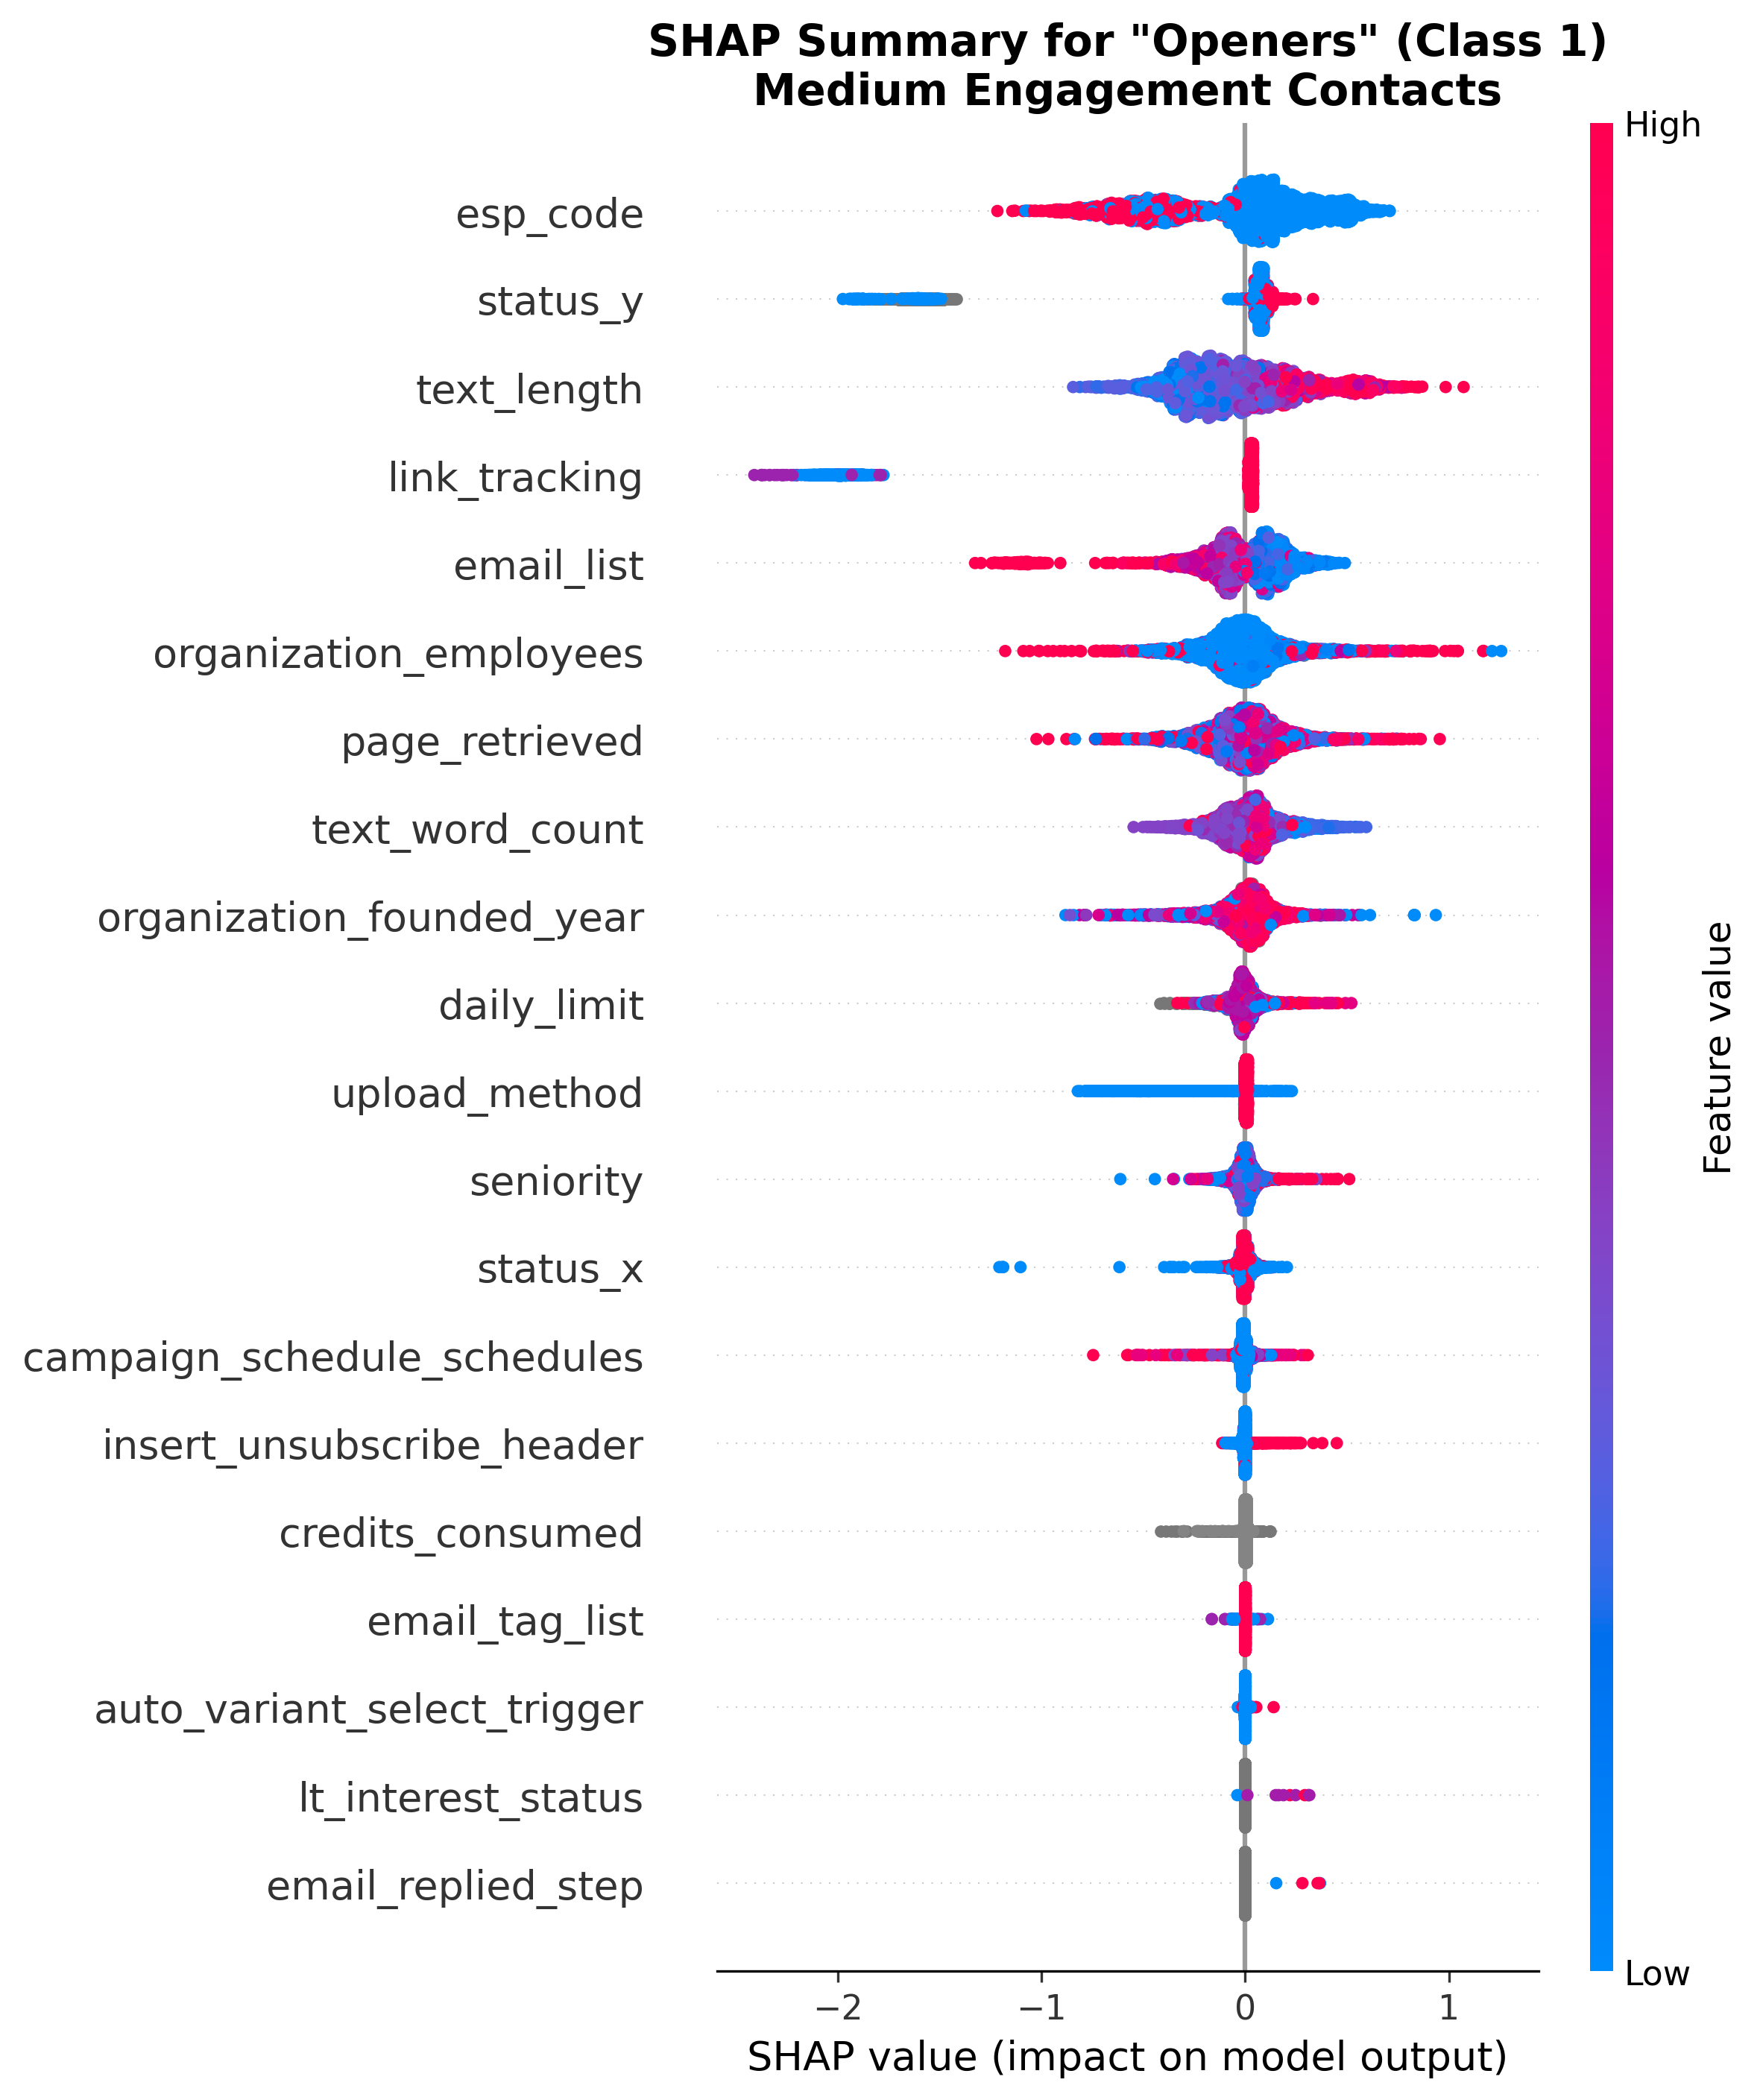 SHAP Summary for "Openers" (Class 1)
Medium Engagement Contacts
High
esp_code
status_y
text_length
link_tracking
email_list
organization_employees
page_retrieved
text_word_count
organization_founded_year
daily_limit
upload_method
seniority
status_x
campaign_schedule_schedules
insert_unsubscribe_header
credits_consumed
email_tag_list
auto_variant_select_trigger
lt_interest_status
email_replied_step
Feature value
Low
−2 −1 0 1
SHAP value (impact on model output)